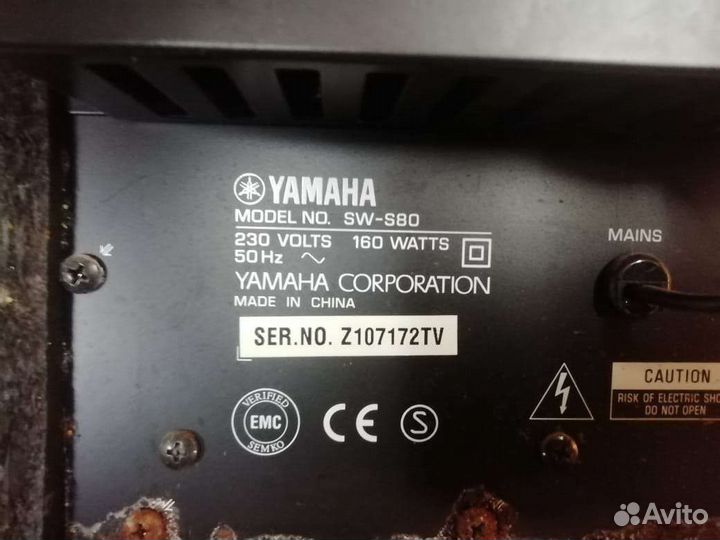 YAMAHA
MODEL NO. SW-S80
230 VOLTS 160 WATTS
50Hz
YAMAHA CORPORATION
MADE IN CHINA
SER.NO. Z107172TV
MAINS
VERIFIED
EMC
SEMKO
CE
S
CAUTION
RISK OF ELECTRIC
DO NOT OPEN
Avito